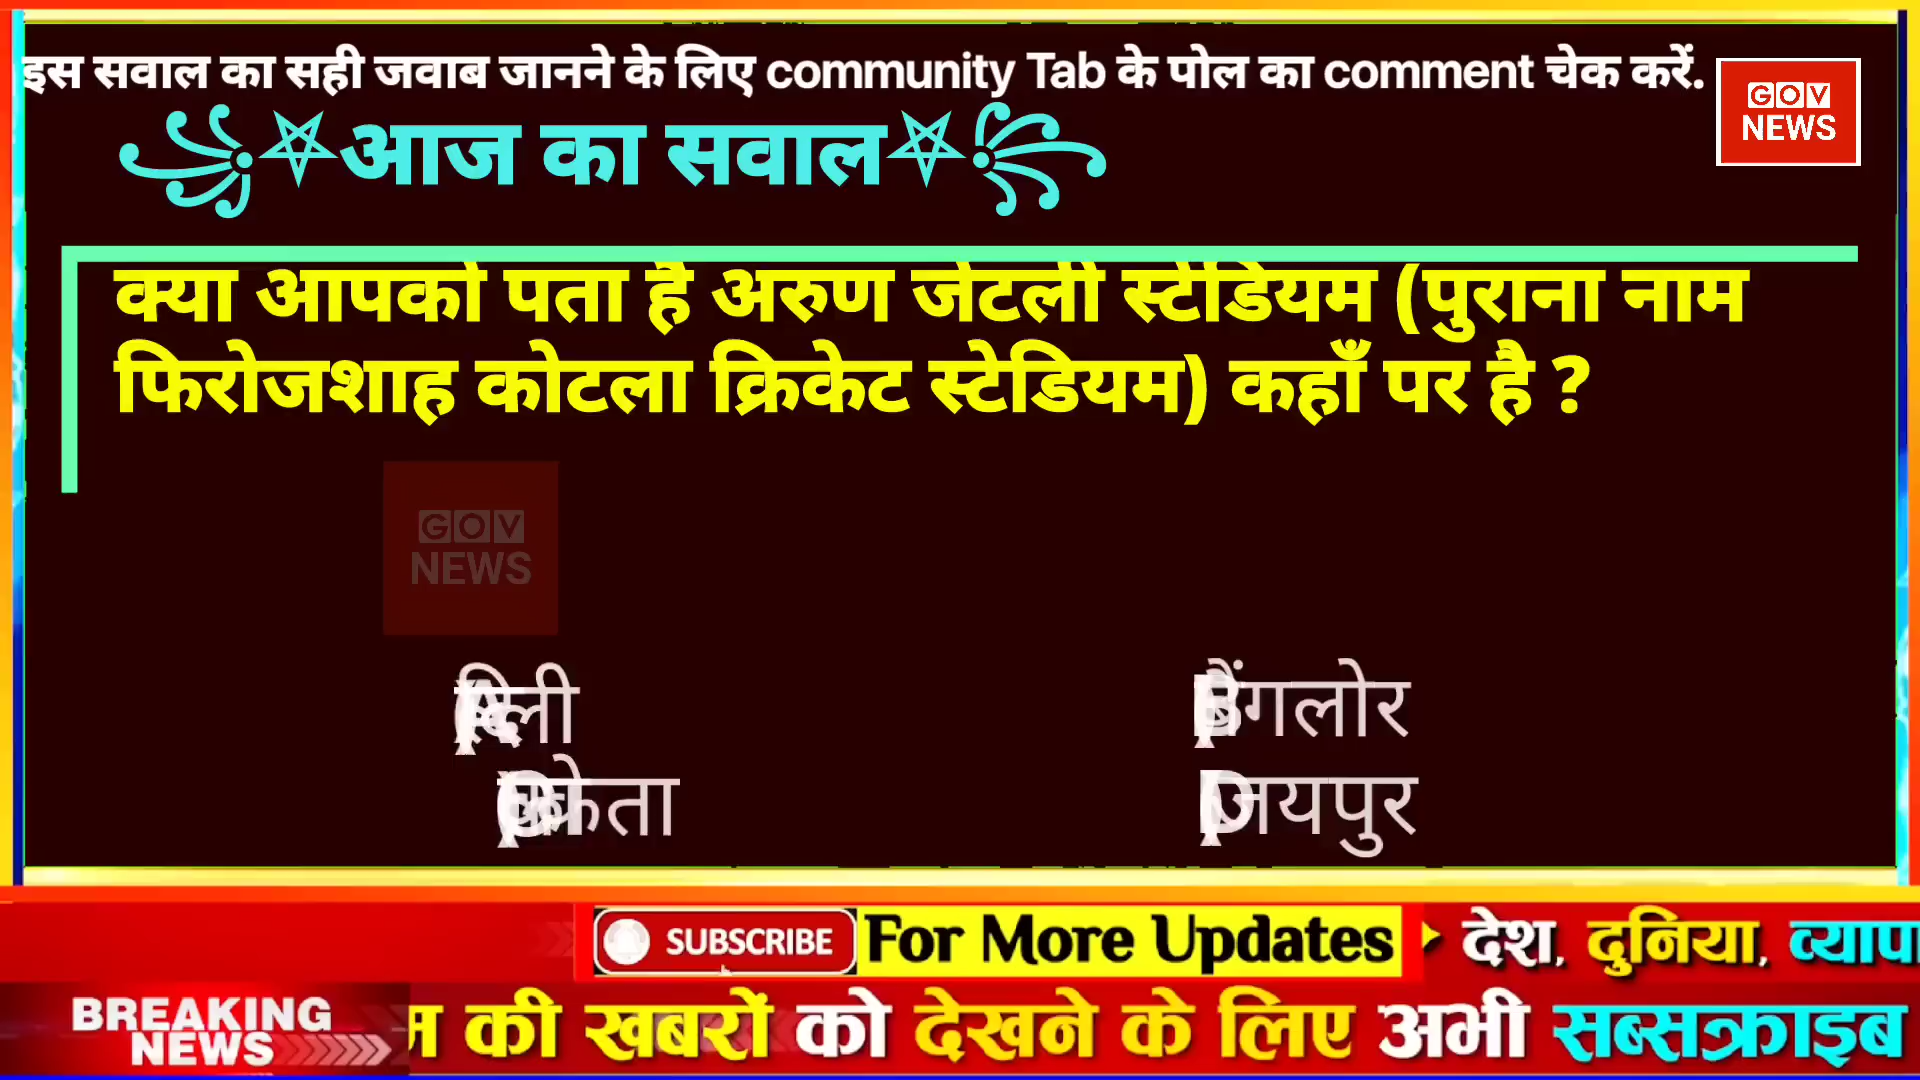 इस सवाल का सही जवाब जानने के लिए community Tab के पोल का comment चेक करें.
GOV
NEWS
आज का सवाल
क्या आपको पता है अरुण जेटली स्टेडियम (पुराना नाम
फिरोजशाह कोटला क्रिकेट स्टेडियम) कहाँ पर है ?
GOV
NEWS
बैंगलोर
जयपुर
SUBSCRIBE For More Updates देश, दुनिया,
BREAKING
NEWS
की खबरों को देखने के लिए अभी सब्सक्राइब